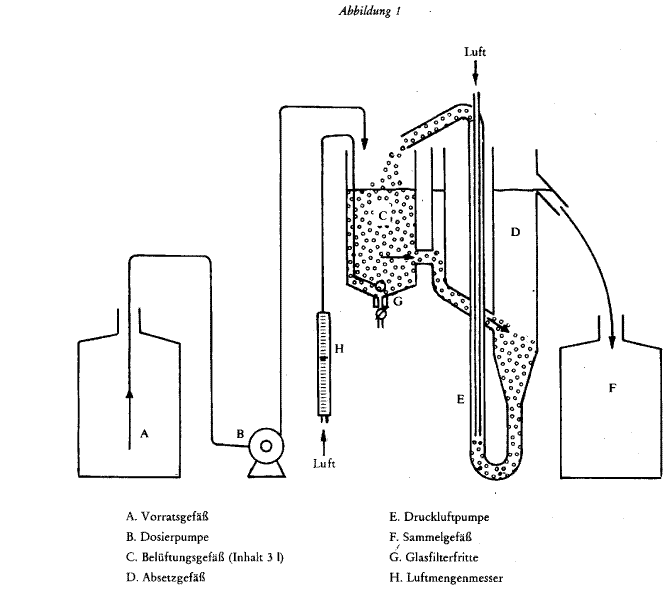 Abbildung 1
Luft
C
D
G
H
E
A
B
F
Luft
A. Vorratsgefäß
B. Dosierpumpe
C. Belüftungsgefäß (Inhalt 3 l)
D. Absetzgefäß
E. Druckluftpumpe
F. Sammelgefäß
G. Glasfilterfritte
H. Luftmengenmesser